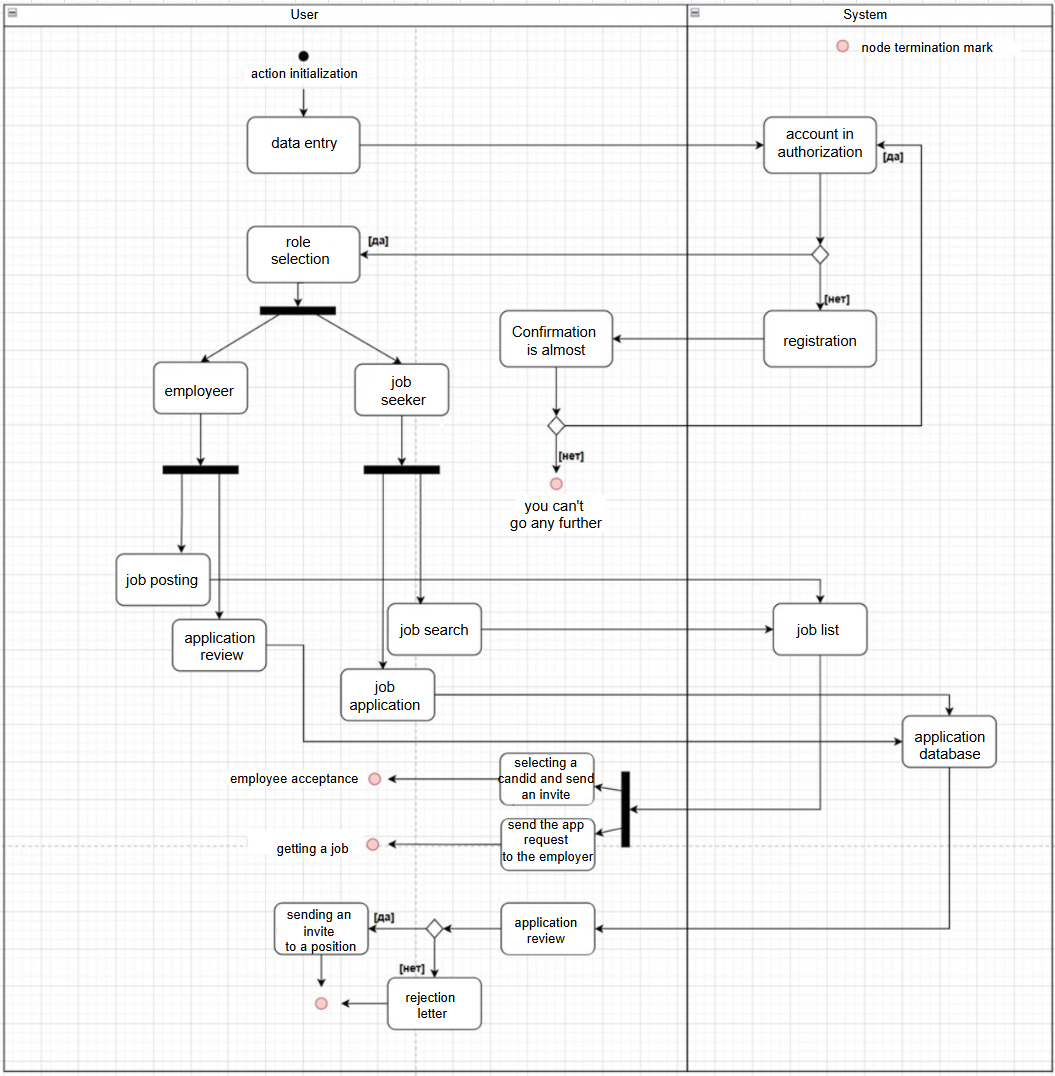 User
System
node termination mark
action initialization
data entry
account in
authorization
[да]
role
selection
[да]
[нет]
Confirmation
is almost
registration
employeer
job
seeker
[нет]
you can't
go any further
job posting
job search
job list
application
review
job
application
application
database
selecting a
candid and send
an invite
employee acceptance
send the app
request
to the employer
getting a job
sending an
invite
to a position
[да]
application
review
[нет]
rejection
letter